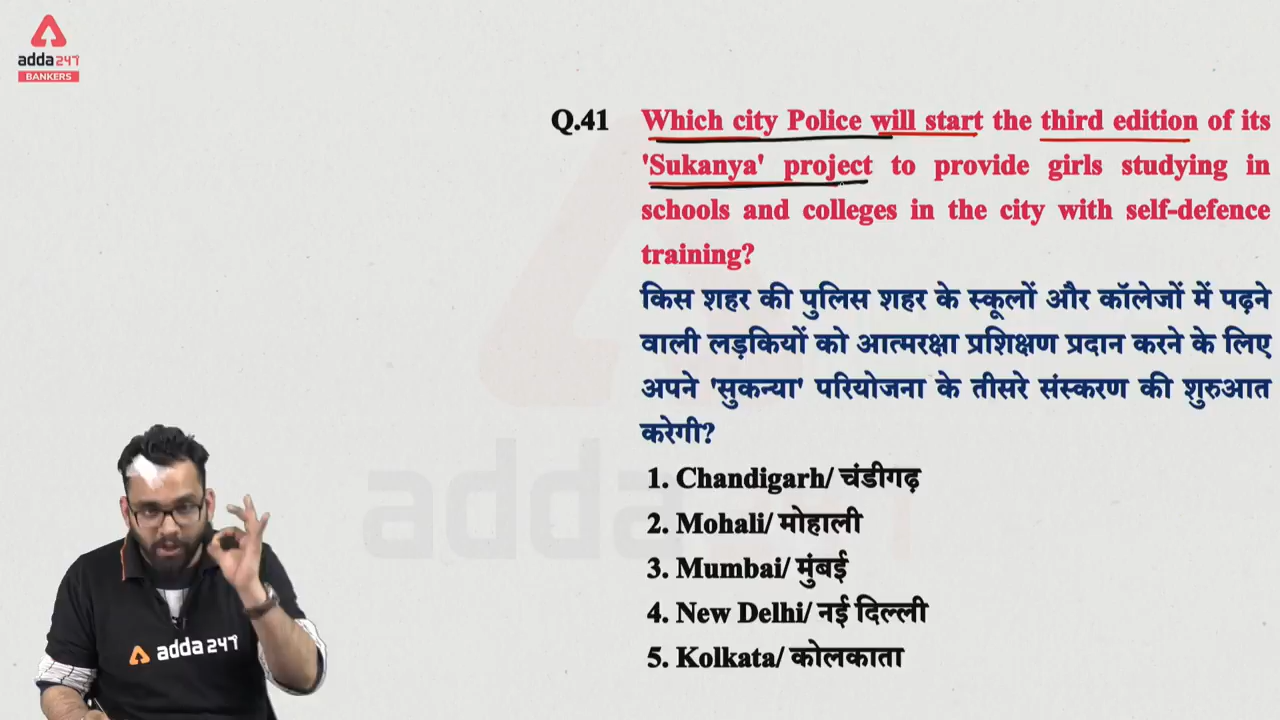 adda247
BANKERS
Q.41 Which city Police will start the third edition of its
'Sukanya' project to provide girls studying in
schools and colleges in the city with self-defence
training?
किस शहर की पुलिस शहर के स्कूलों और कॉलेजों में पढ़ने
वाली लड़कियों को आत्मरक्षा प्रशिक्षण प्रदान करने के लिए
अपने 'सुकन्या' परियोजना के तीसरे संस्करण की शुरुआत
करेगी?
1. Chandigarh/ चंडीगढ़
2. Mohali/ मोहाली
3. Mumbai/ मुंबई
4. New Delhi/ नई दिल्ली
5. Kolkata/ कोलकाता
adda
adda247